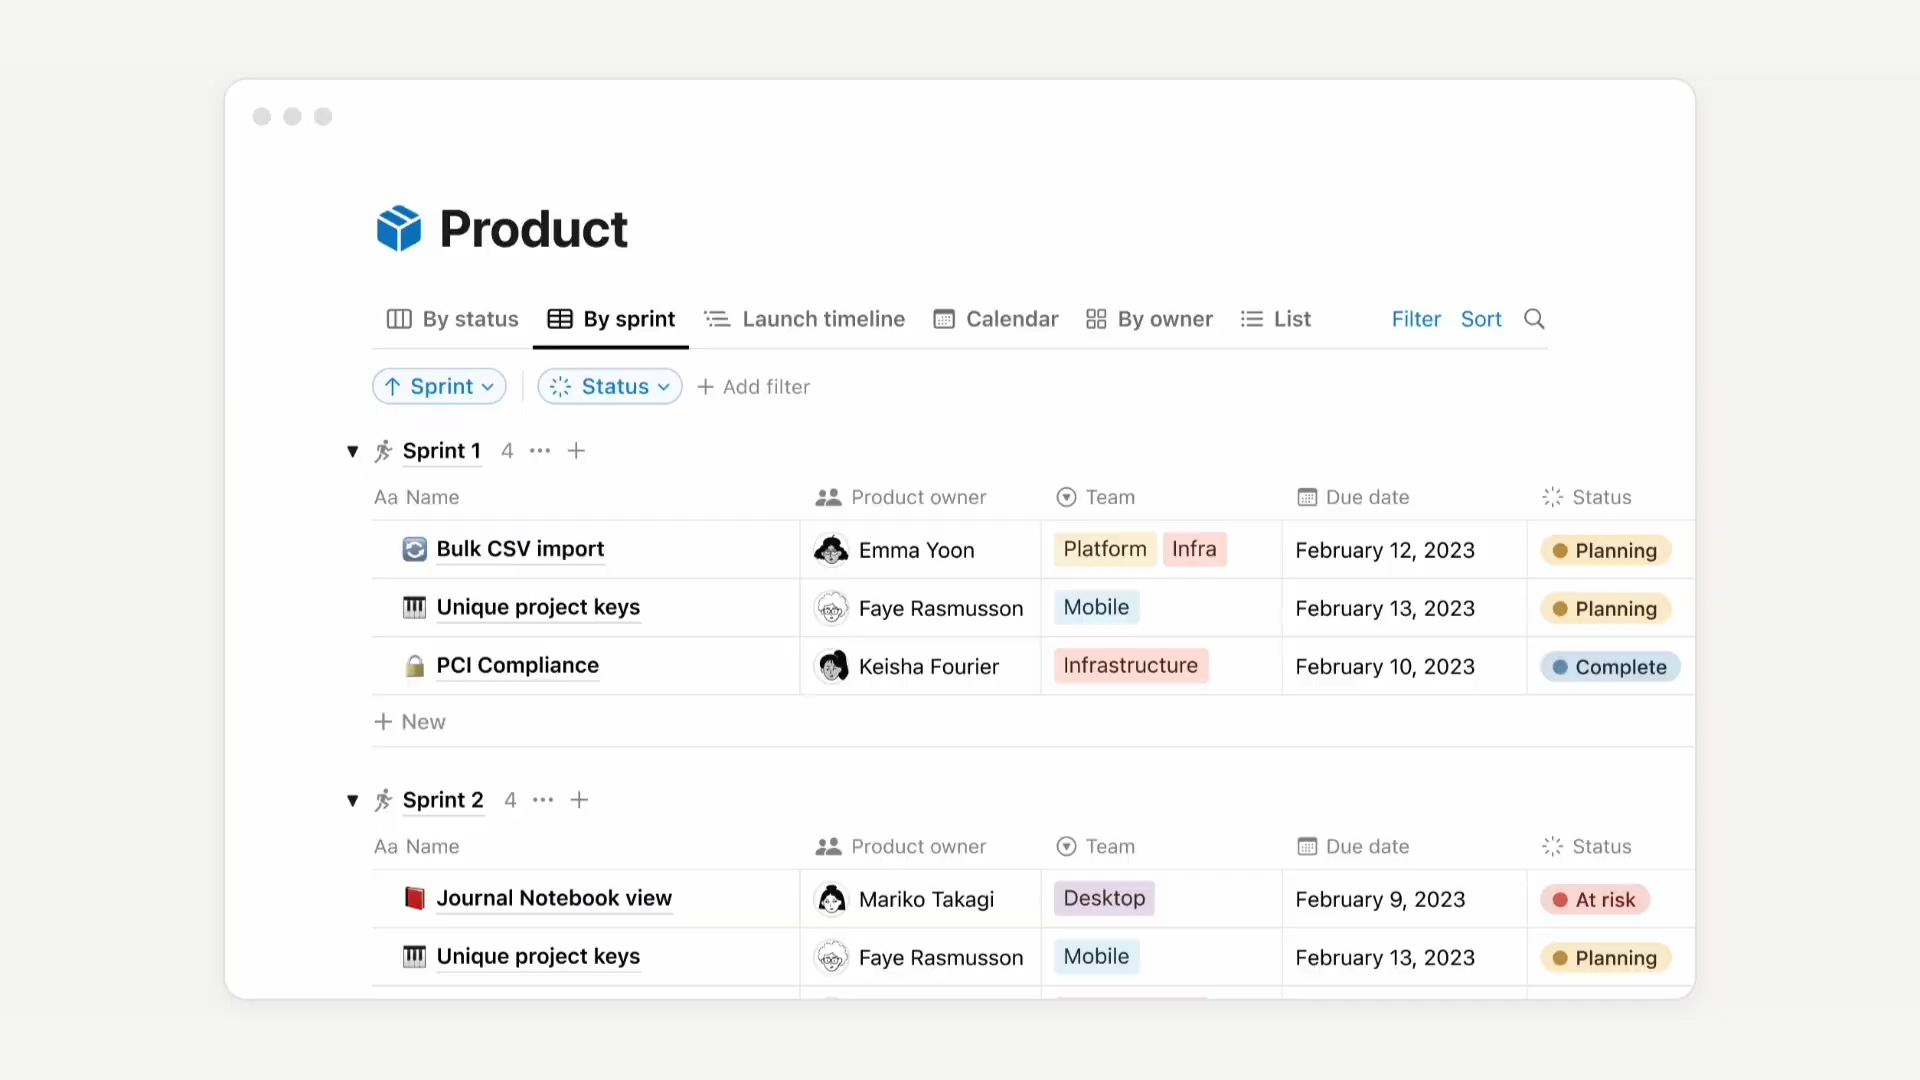 Product
By status By sprint Launch timeline Calendar By owner List Filter Sort
Sprint Status + Add filter
Sprint 1 4 ... +
Aa Name Product owner Team Due date Status
Bulk CSV import Emma Yoon Platform Infra February 12, 2023 Planning
Unique project keys Faye Rasmusson Mobile February 13, 2023 Planning
PCI Compliance Keisha Fourier Infrastructure February 10, 2023 Complete
+ New
Sprint 2 4 ... +
Aa Name Product owner Team Due date Status
Journal Notebook view Mariko Takagi Desktop February 9, 2023 At risk
Unique project keys Faye Rasmusson Mobile February 13, 2023 Planning